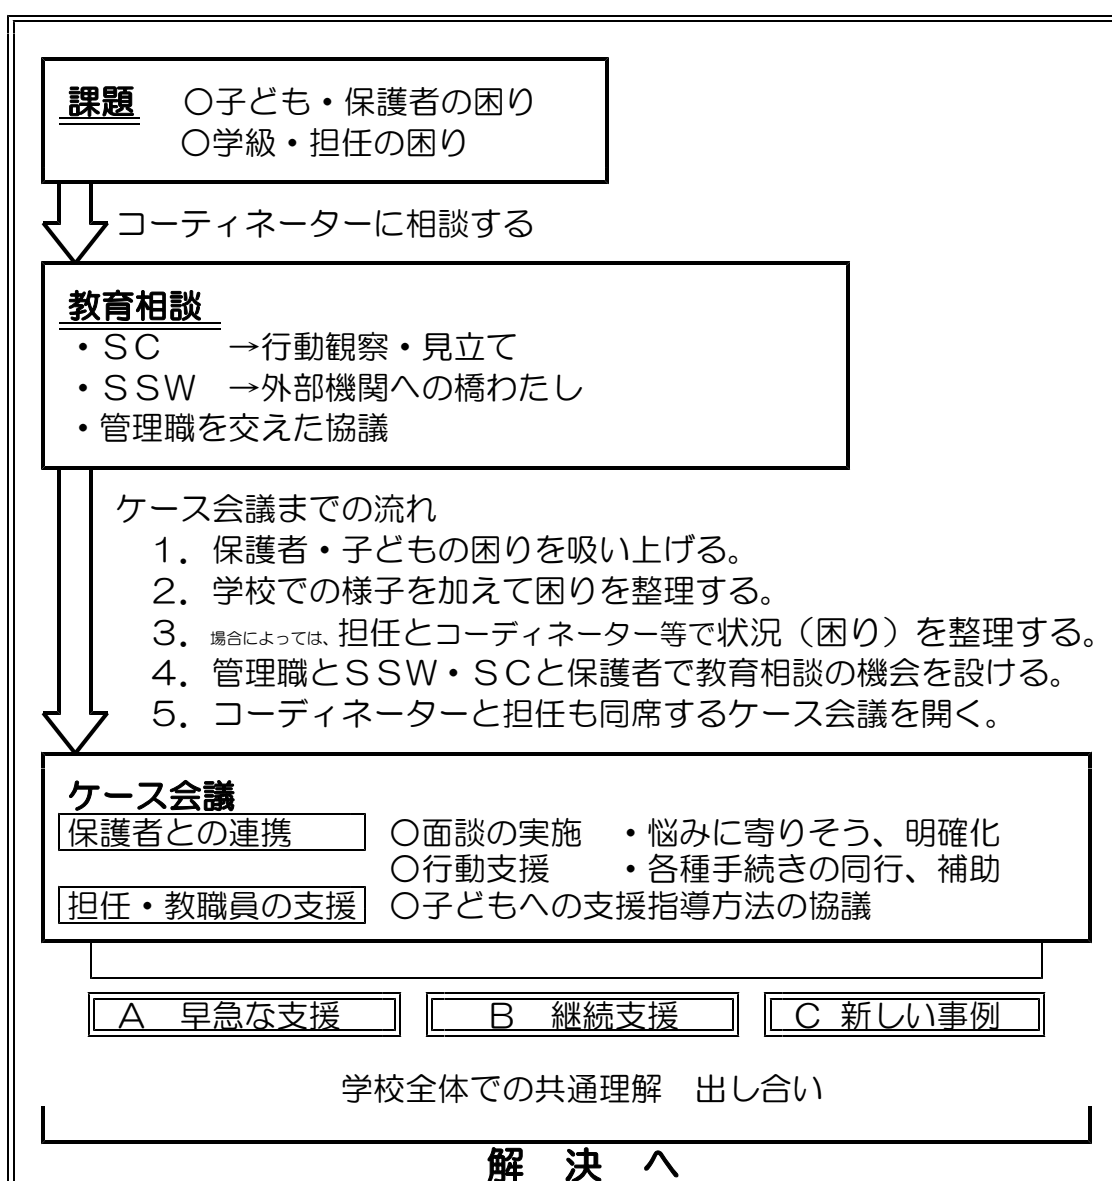 課題　〇子ども・保護者の困り
〇学級・担任の困り
コーティネーターに相談する
教育相談
・ＳＣ　→行動観察・見立て
・ＳＳＷ　→外部機関への橋わたし
・管理職を交えた協議
ケース会議までの流れ
１．保護者・子どもの困りを吸い上げる。
２．学校での様子を加えて困りを整理する。
３．場合によっては、担任とコーディネーター等で状況（困り）を整理する。
４．管理職とＳＳＷ・ＳＣと保護者で教育相談の機会を設ける。
５．コーディネーターと担任も同席するケース会議を開く。
ケース会議
保護者との連携　〇面談の実施　・悩みに寄りそう、明確化
〇行動支援　・各種手続きの同行、補助
担任・教職員の支援　〇子どもへの支援指導方法の協議
Ａ　早急な支援　Ｂ　継続支援　Ｃ 新しい事例
学校全体での共通理解　出し合い
解　決　へ